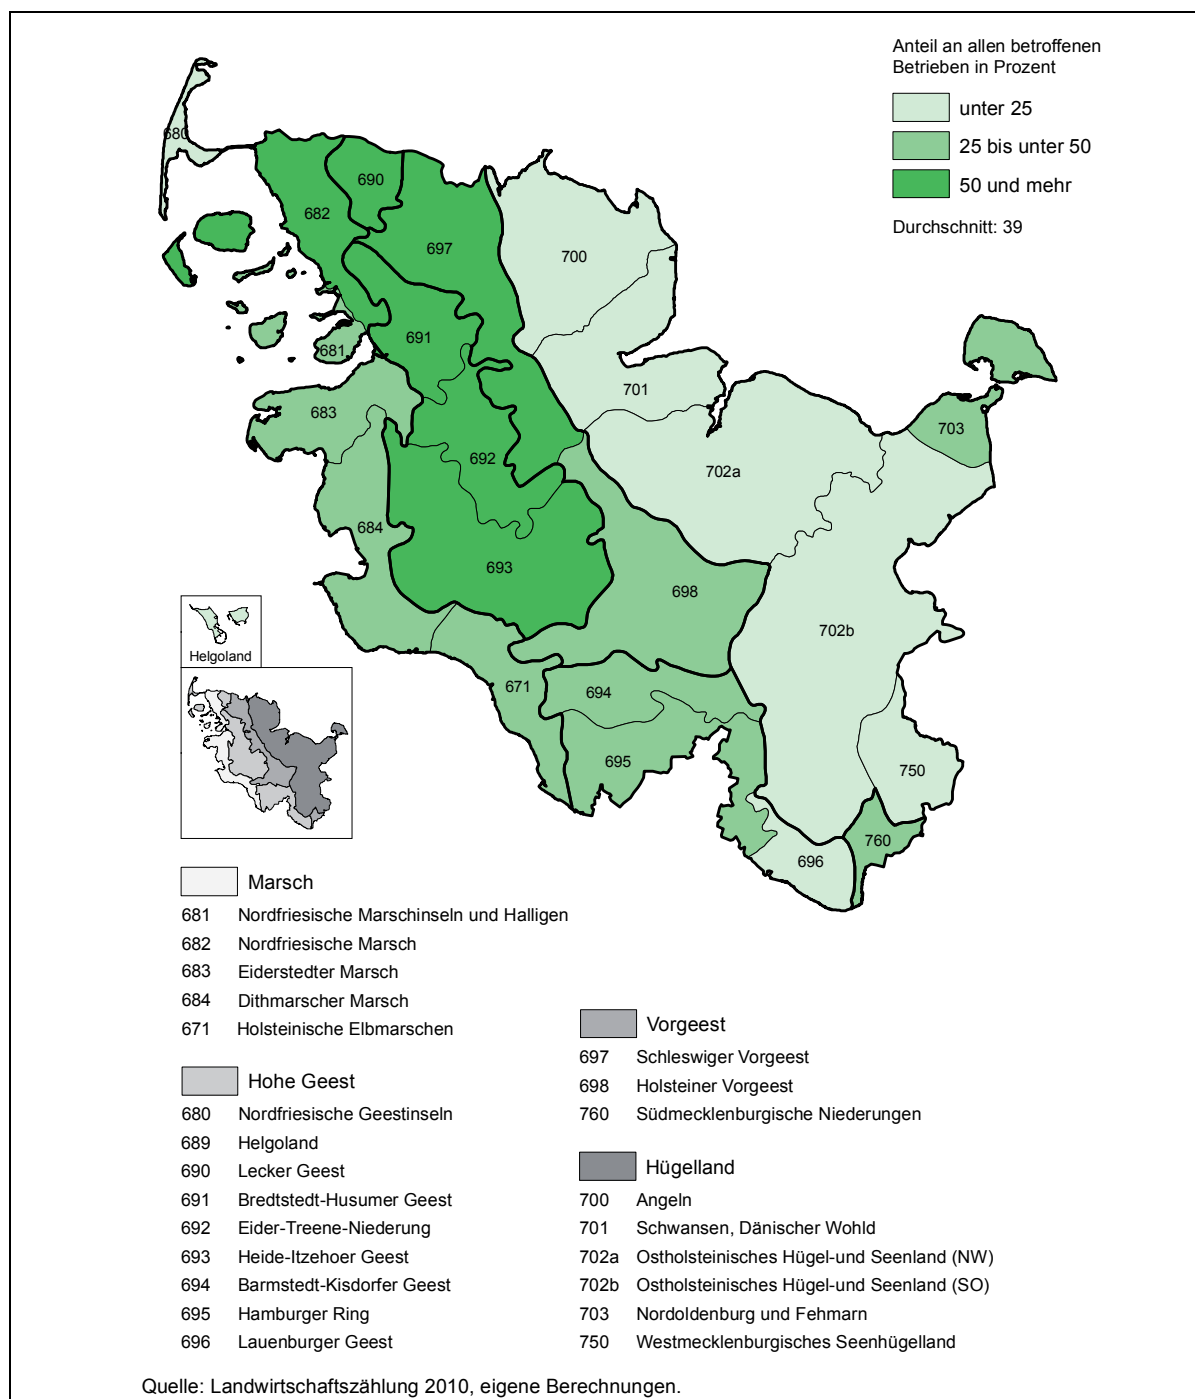 Anteil an allen betroffenen
Betrieben in Prozent
unter 25
25 bis unter 50
50 und mehr
Durchschnitt: 39
680
690
682
697
700
691
681
701
683
703
692
702a
684
693
698
702b
671
694
695
750
760
696
Helgoland
Marsch
681 Nordfriesische Marschinseln und Halligen
682 Nordfriesische Marsch
683 Eiderstedter Marsch
684 Dithmarscher Marsch
671 Holsteinische Elbmarschen
Hohe Geest
680 Nordfriesische Geestinseln
689 Helgoland
690 Lecker Geest
691 Bredtstedt-Husumer Geest
692 Eider-Treene-Niederung
693 Heide-Itzehoer Geest
694 Barmstedt-Kisdorfer Geest
695 Hamburger Ring
696 Lauenburger Geest
Vorgeest
697 Schleswiger Vorgeest
698 Holsteiner Vorgeest
760 Südmecklenburgische Niederungen
Hügelland
700 Angeln
701 Schwansen, Dänischer Wohld
702a Ostholsteinisches Hügel-und Seenland (NW)
702b Ostholsteinisches Hügel-und Seenland (SO)
703 Nordoldenburg und Fehmarn
750 Westmecklenburgisches Seenhügelland
Quelle: Landwirtschaftszählung 2010, eigene Berechnungen.